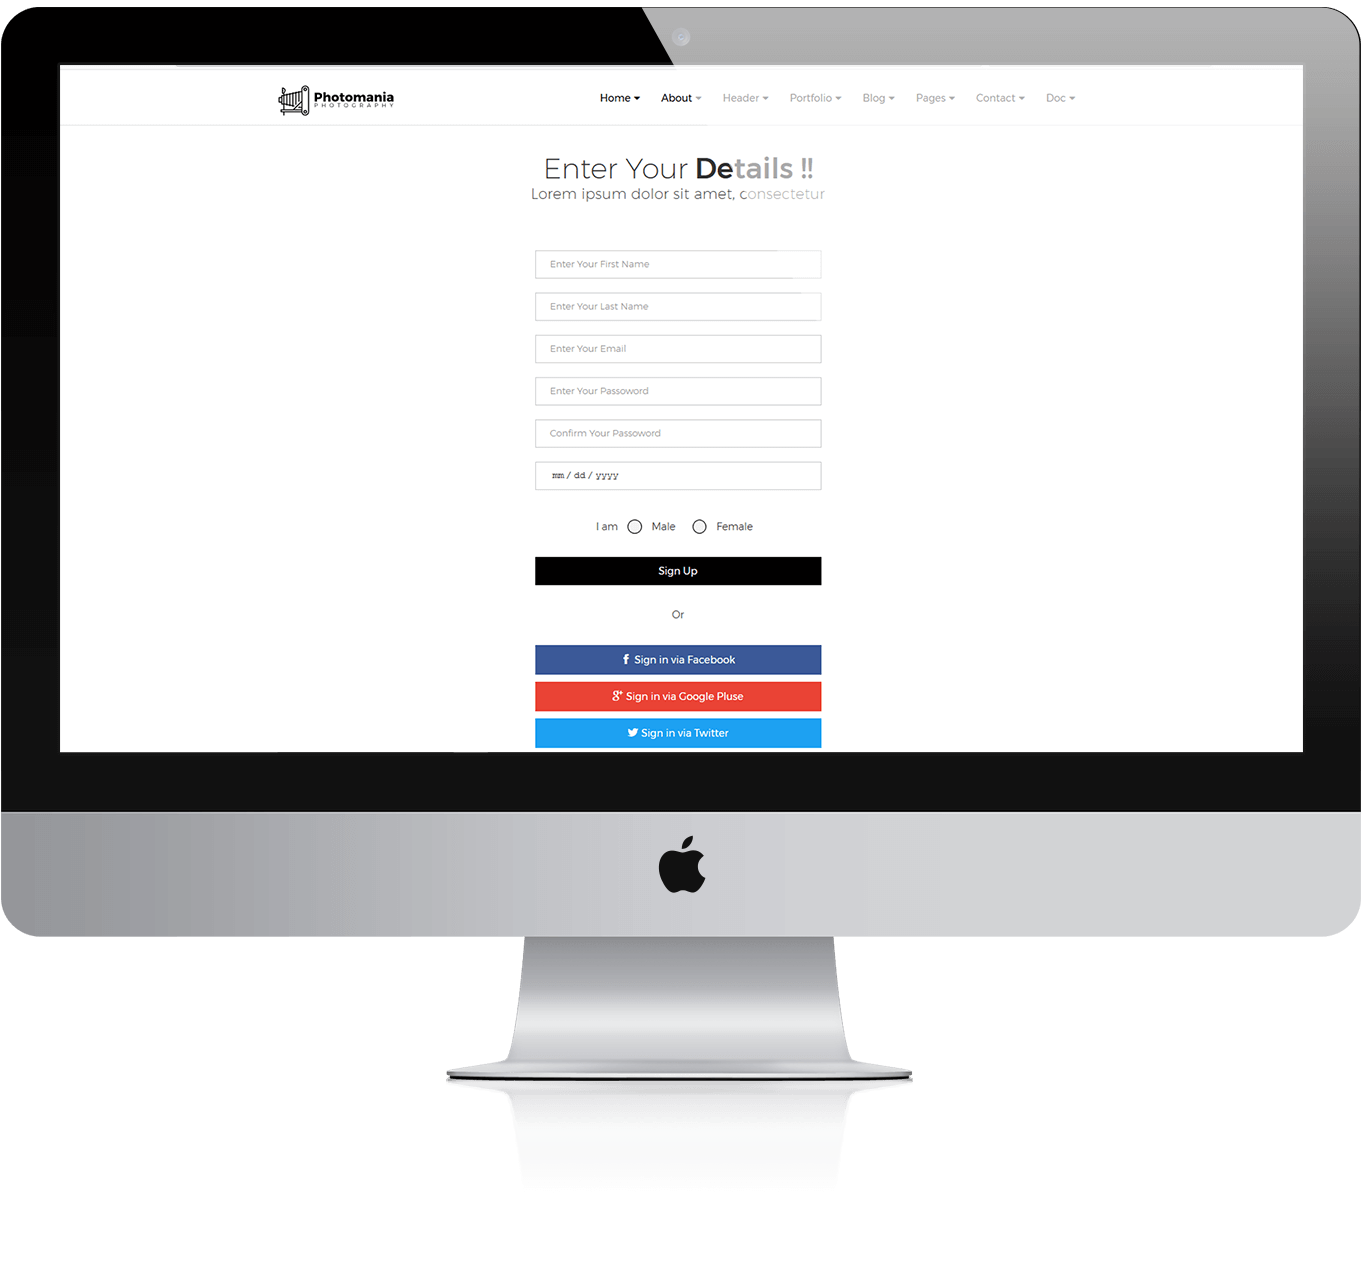 Photomania
PHOTOGRAPHY
Home About Header Portfolio Blog Pages Contact Doc
Enter Your Details !!
Lorem ipsum dolor sit amet, consectetur
Enter Your First Name
Enter Your Last Name
Enter Your Email
Enter Your Passoword
Confirm Your Passoword
mm / dd / yyyy
I am Male Female
Sign Up
Or
f Sign in via Facebook
g+ Sign in via Google Pluse
Sign in via Twitter